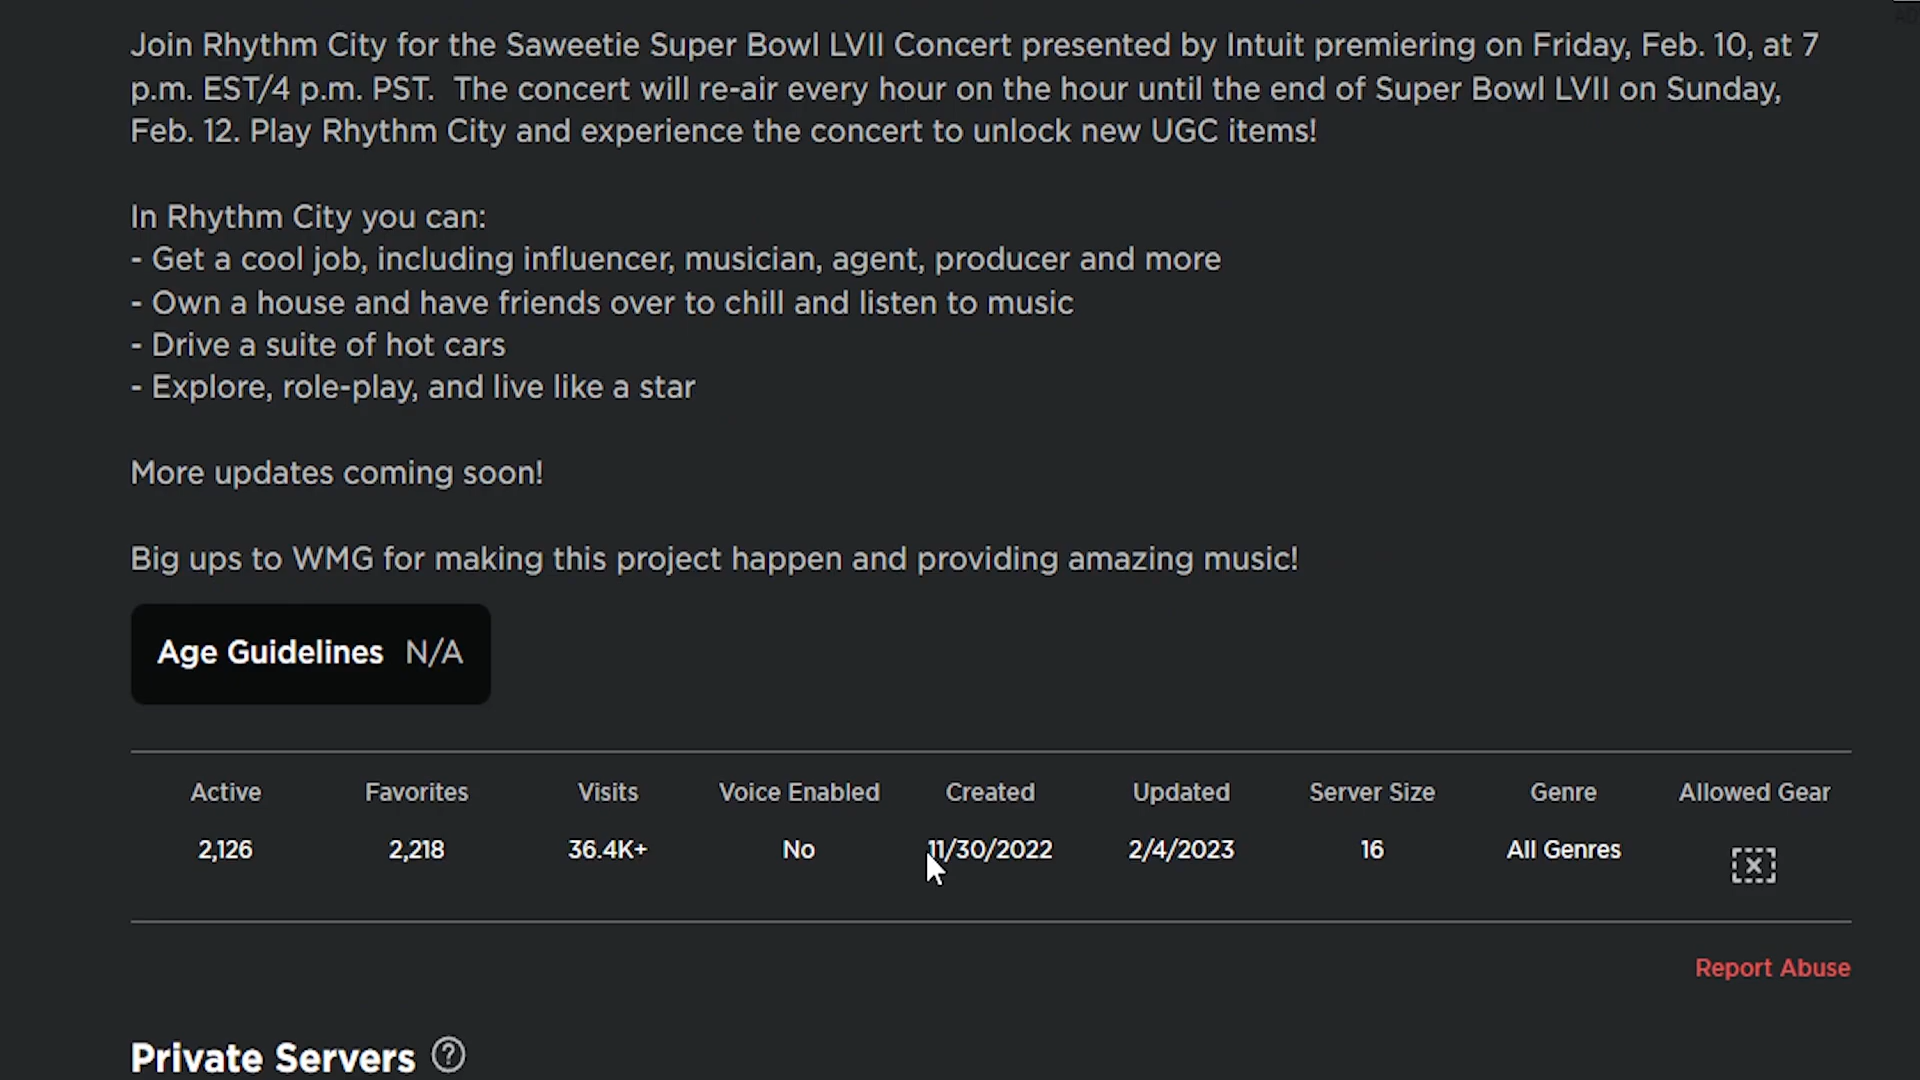 Join Rhythm City for the Saweetie Super Bowl LVII Concert presented by Intuit premiering on Friday, Feb. 10, at 7
p.m. EST/4 p.m. PST.  The concert will re-air every hour on the hour until the end of Super Bowl LVII on Sunday,
Feb. 12. Play Rhythm City and experience the concert to unlock new UGC items!
In Rhythm City you can:
- Get a cool job, including influencer, musician, agent, producer and more
- Own a house and have friends over to chill and listen to music
- Drive a suite of hot cars
- Explore, role-play, and live like a star
More updates coming soon!
Big ups to WMG for making this project happen and providing amazing music!
Age Guidelines N/A
Active Favorites Visits Voice Enabled Created Updated Server Size Genre Allowed Gear
2,126 2,218 36.4K+ No 11/30/2022 2/4/2023 16 All Genres
Report Abuse
Private Servers ?